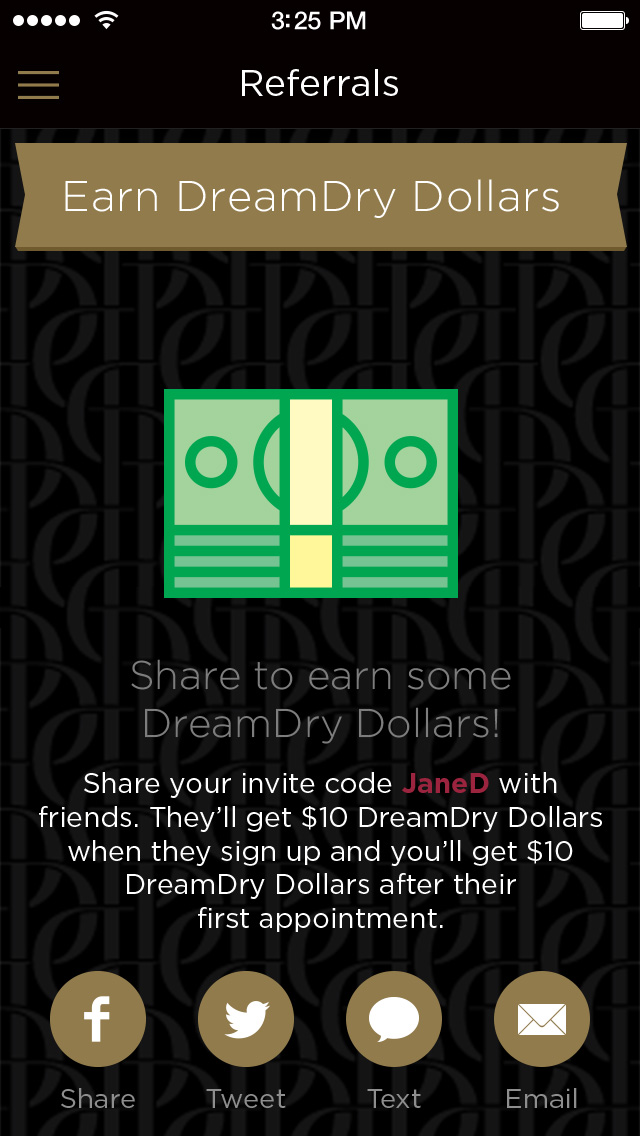 3:25 PM
Referrals
Earn DreamDry Dollars
Share to earn some
DreamDry Dollars!
Share your invite code JaneD with
friends. They’ll get $10 DreamDry Dollars
when they sign up and you’ll get $10
DreamDry Dollars after their
first appointment.
Share Tweet Text Email